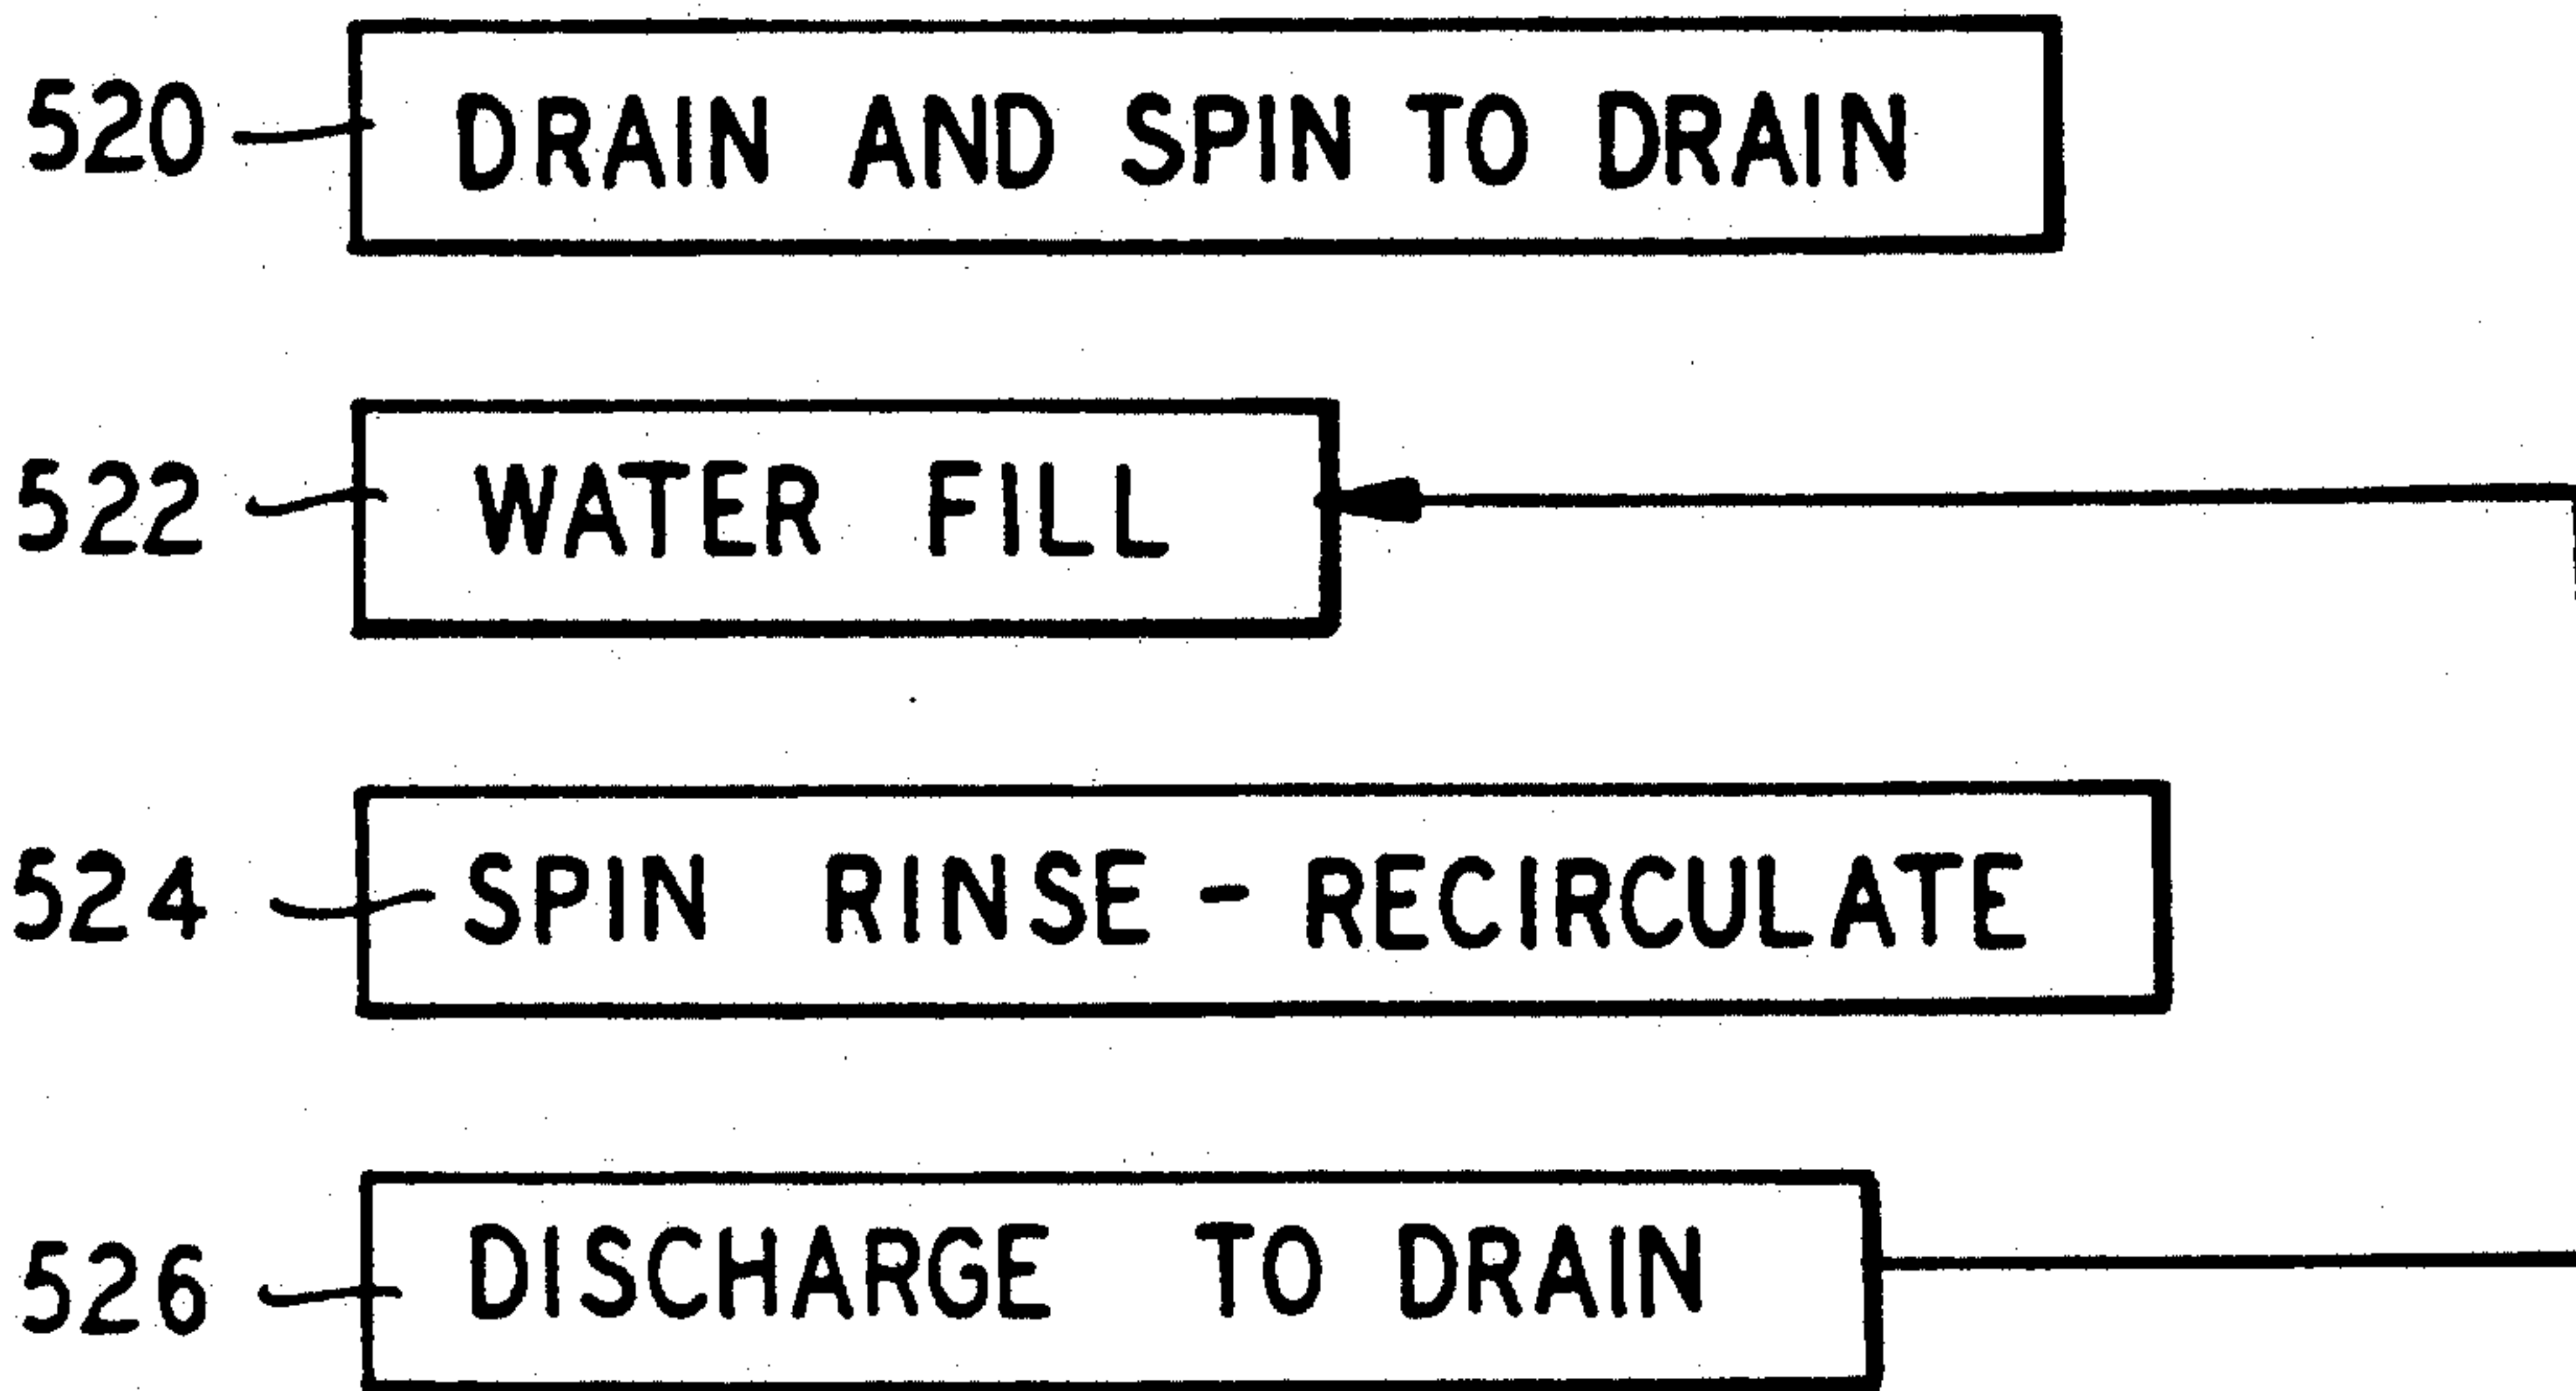 520 DRAIN AND SPIN TO DRAIN
522 WATER FILL
524 SPIN RINSE - RECIRCULATE
526 DISCHARGE TO DRAIN